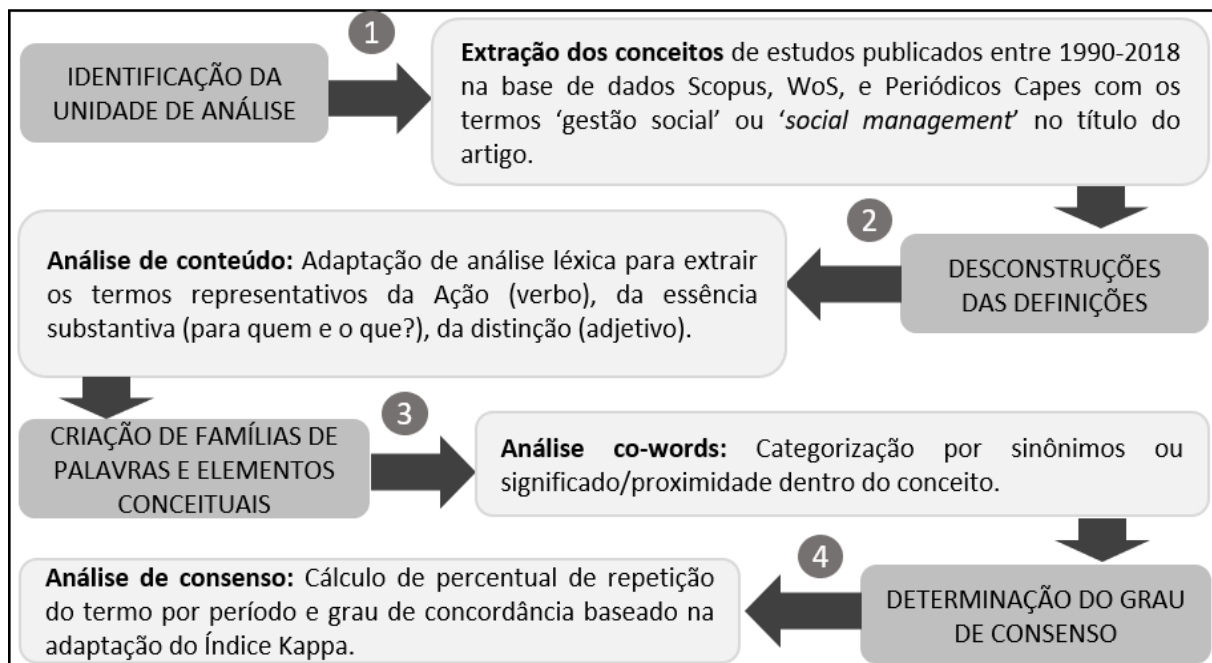 1
IDENTIFICAÇÃO DA
UNIDADE DE ANÁLISE
Extração dos conceitos de estudos publicados entre 1990-2018
na base de dados Scopus, WoS, e Periódicos Capes com os
termos ‘gestão social’ ou ‘social management’ no título do
artigo.
2
DESCONSTRUÇÕES
DAS DEFINIÇÕES
Análise de conteúdo: Adaptação de análise léxica para extrair
os termos representativos da Ação (verbo), da essência
substantiva (para quem e o que?), da distinção (adjetivo).
3
CRIAÇÃO DE FAMÍLIAS DE
PALAVRAS E ELEMENTOS
CONCEITUAIS
Análise co-words: Categorização por sinônimos ou
significado/proximidade dentro do conceito.
4
DETERMINAÇÃO DO GRAU
DE CONSENSO
Análise de consenso: Cálculo de percentual de repetição
do termo por período e grau de concordância baseado na
adaptação do Índice Kappa.